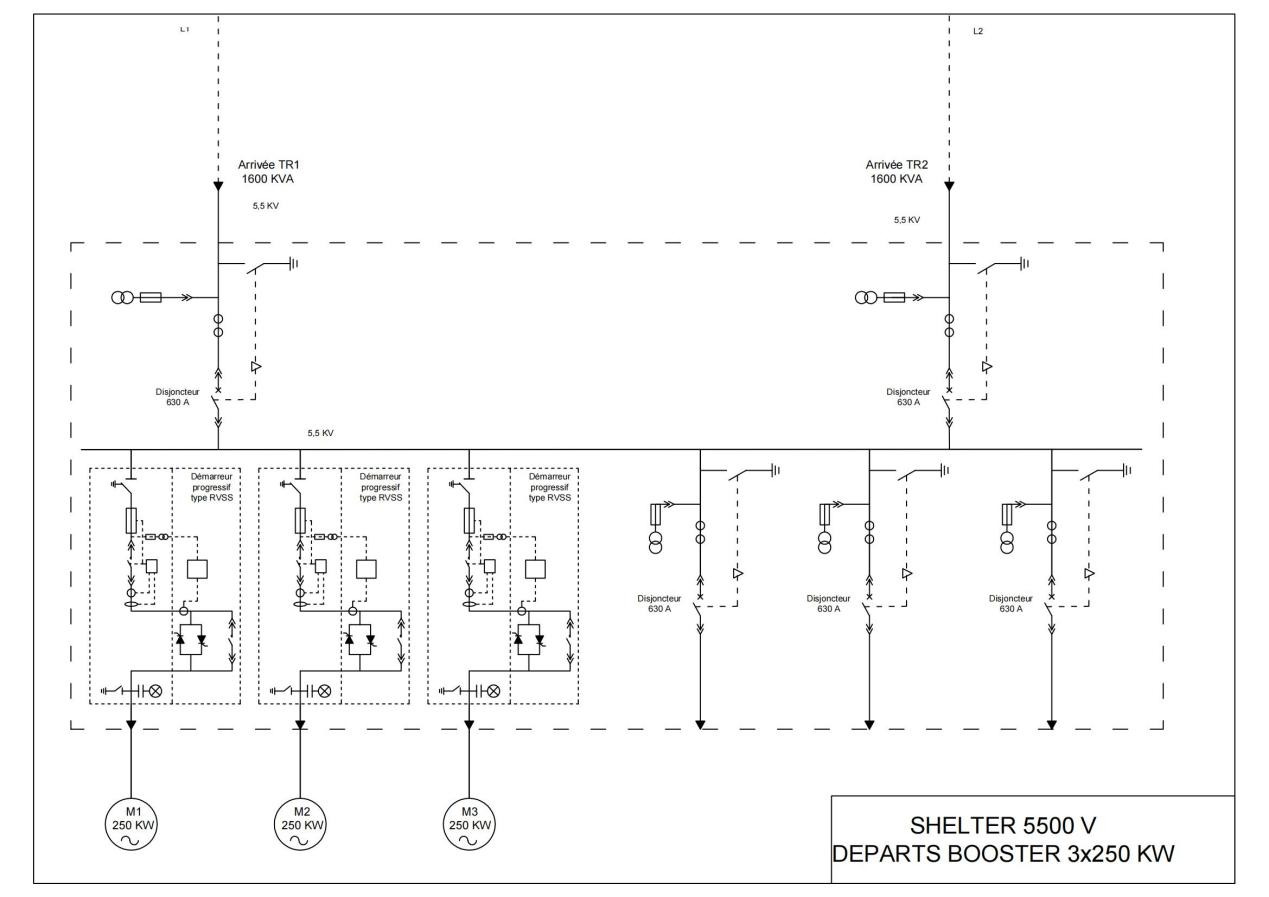 L1
L2
Arrivée TR1
1600 KVA
5,5 KV
Arrivée TR2
1600 KVA
5,5 KV
Disjoncteur
630 A
Disjoncteur
630 A
5,5 KV
Démarreur
progressif
type RVSS
Démarreur
progressif
type RVSS
Démarreur
progressif
type RVSS
Disjoncteur
630 A
Disjoncteur
630 A
Disjoncteur
630 A
M1
250 KW
M2
250 KW
M3
250 KW
SHELTER 5500 V
DEPARTS BOOSTER 3x250 KW